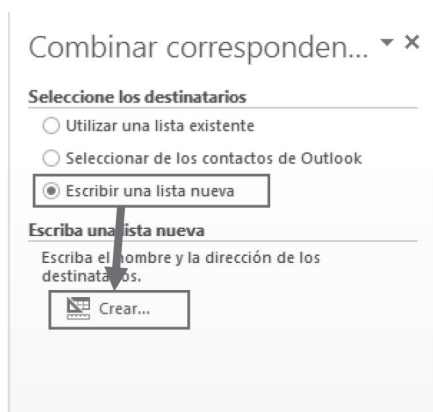 Combinar corresponden...
Seleccione los destinatarios
Utilizar una lista existente
Seleccionar de los contactos de Outlook
Escribir una lista nueva
Escriba una lista nueva
Escriba el nombre y la dirección de los
destinatarios.
Crear...